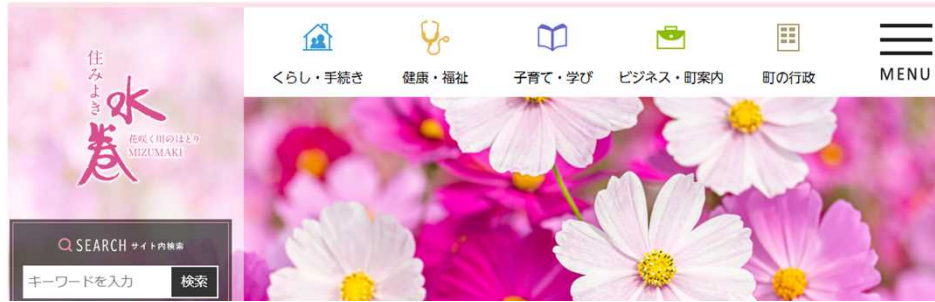 住みよき
水巻
花咲く川のほとり
MIZUMAKI
くらし・手続き
健康・福祉
子育て・学び
ビジネス・町案内
町の行政
MENU
SEARCH サイト内検索
キーワードを入力
検索